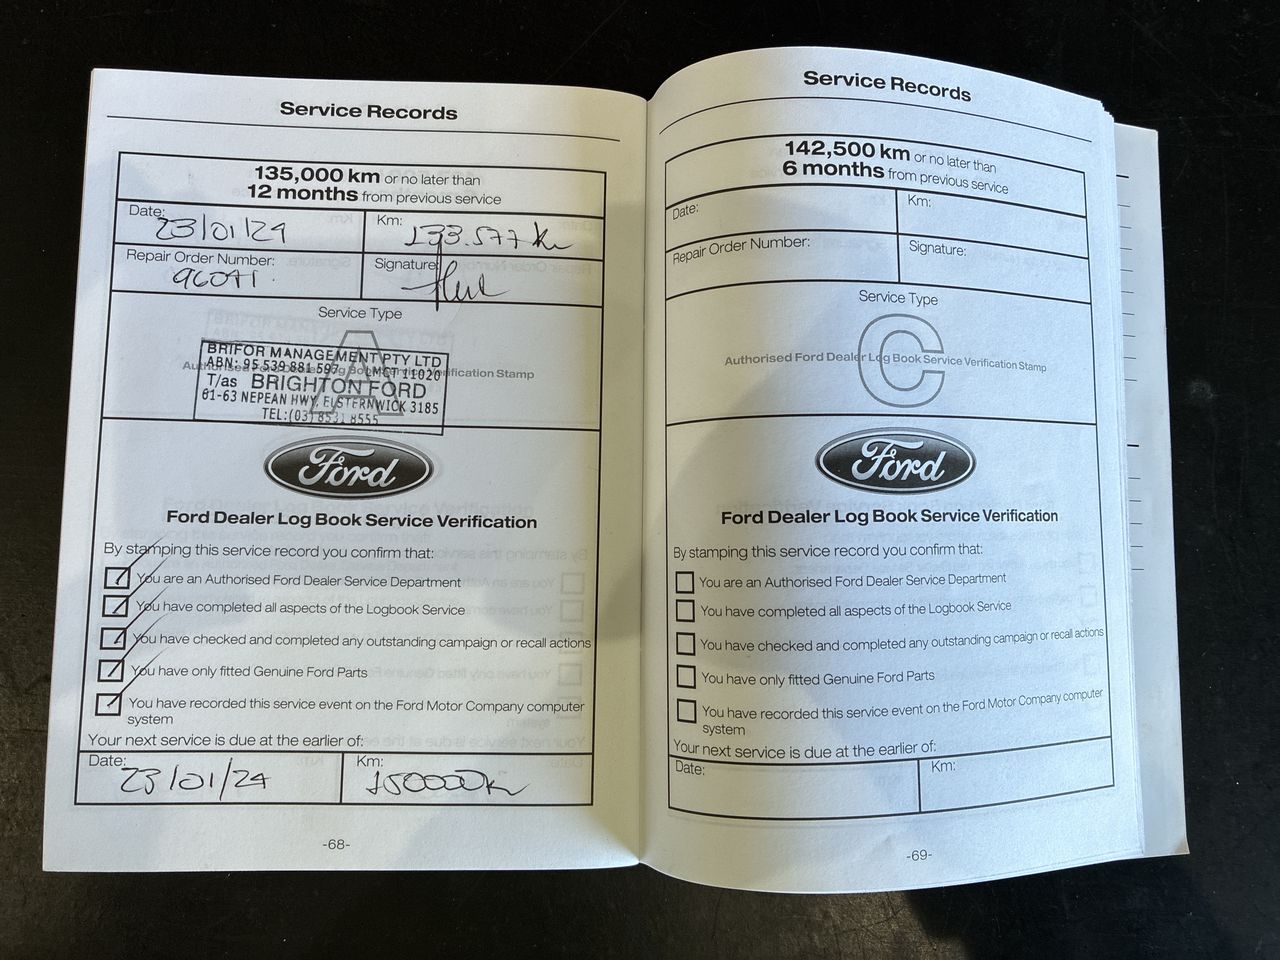 Service Records
135,000 km or no later than
12 months from previous service
Date:
23/01/24
Km:
133.577 km
Repair Order Number:
96071
Signature:
Service Type
A
Authorised Ford Dealer Log Book Service Verification Stamp
BRIFOR MANAGEMENT PTY LTD
ABN: 95 539 881 597 LMCT 11020
T/as BRIGHTON FORD
61-63 NEPEAN HWY, ELSTERNWICK 3185
TEL:(03) 8531 8555
Ford
Ford Dealer Log Book Service Verification
By stamping this service record you confirm that:
You are an Authorised Ford Dealer Service Department
You have completed all aspects of the Logbook Service
You have checked and completed any outstanding campaign or recall actions
You have only fitted Genuine Ford Parts
You have recorded this service event on the Ford Motor Company computer
system
Your next service is due at the earlier of:
Date:
23/01/24
Km:
150000km
-68-
Service Records
142,500 km or no later than
6 months from previous service
Date:
Km:
Repair Order Number:
Signature:
Service Type
C
Authorised Ford Dealer Log Book Service Verification Stamp
Ford
Ford Dealer Log Book Service Verification
By stamping this service record you confirm that:
You are an Authorised Ford Dealer Service Department
You have completed all aspects of the Logbook Service
You have checked and completed any outstanding campaign or recall actions
You have only fitted Genuine Ford Parts
You have recorded this service event on the Ford Motor Company computer
system
Your next service is due at the earlier of:
Date:
Km:
-69-